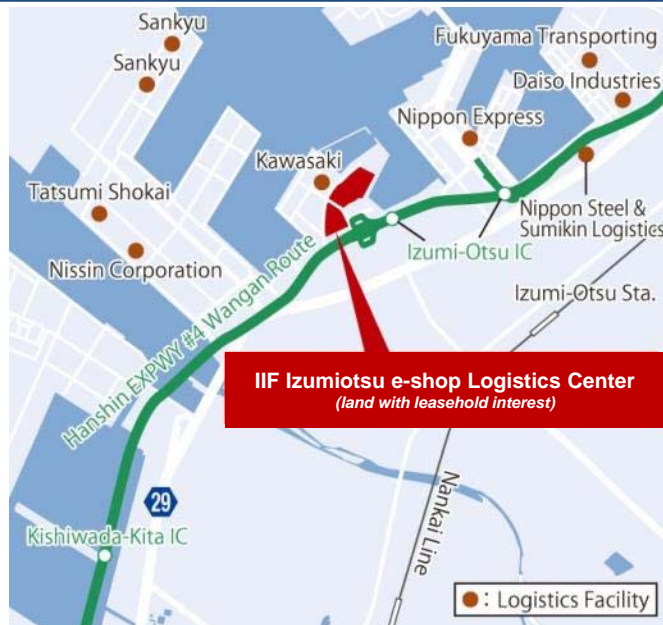 Sankyu
Sankyu
Fukuyama Transporting
Daiso Industries
Nippon Express
Kawasaki
Tatsumi Shokai
Nissin Corporation
Nippon Steel &
Sumikin Logistics
Izumi-Otsu IC
Izumi-Otsu Sta.
Hanshin EXPWY #4 Wangan Route
IIF Izumiotsu e-shop Logistics Center
(land with leasehold interest)
29
Nankai Line
Kishiwada-Kita IC
: Logistics Facility